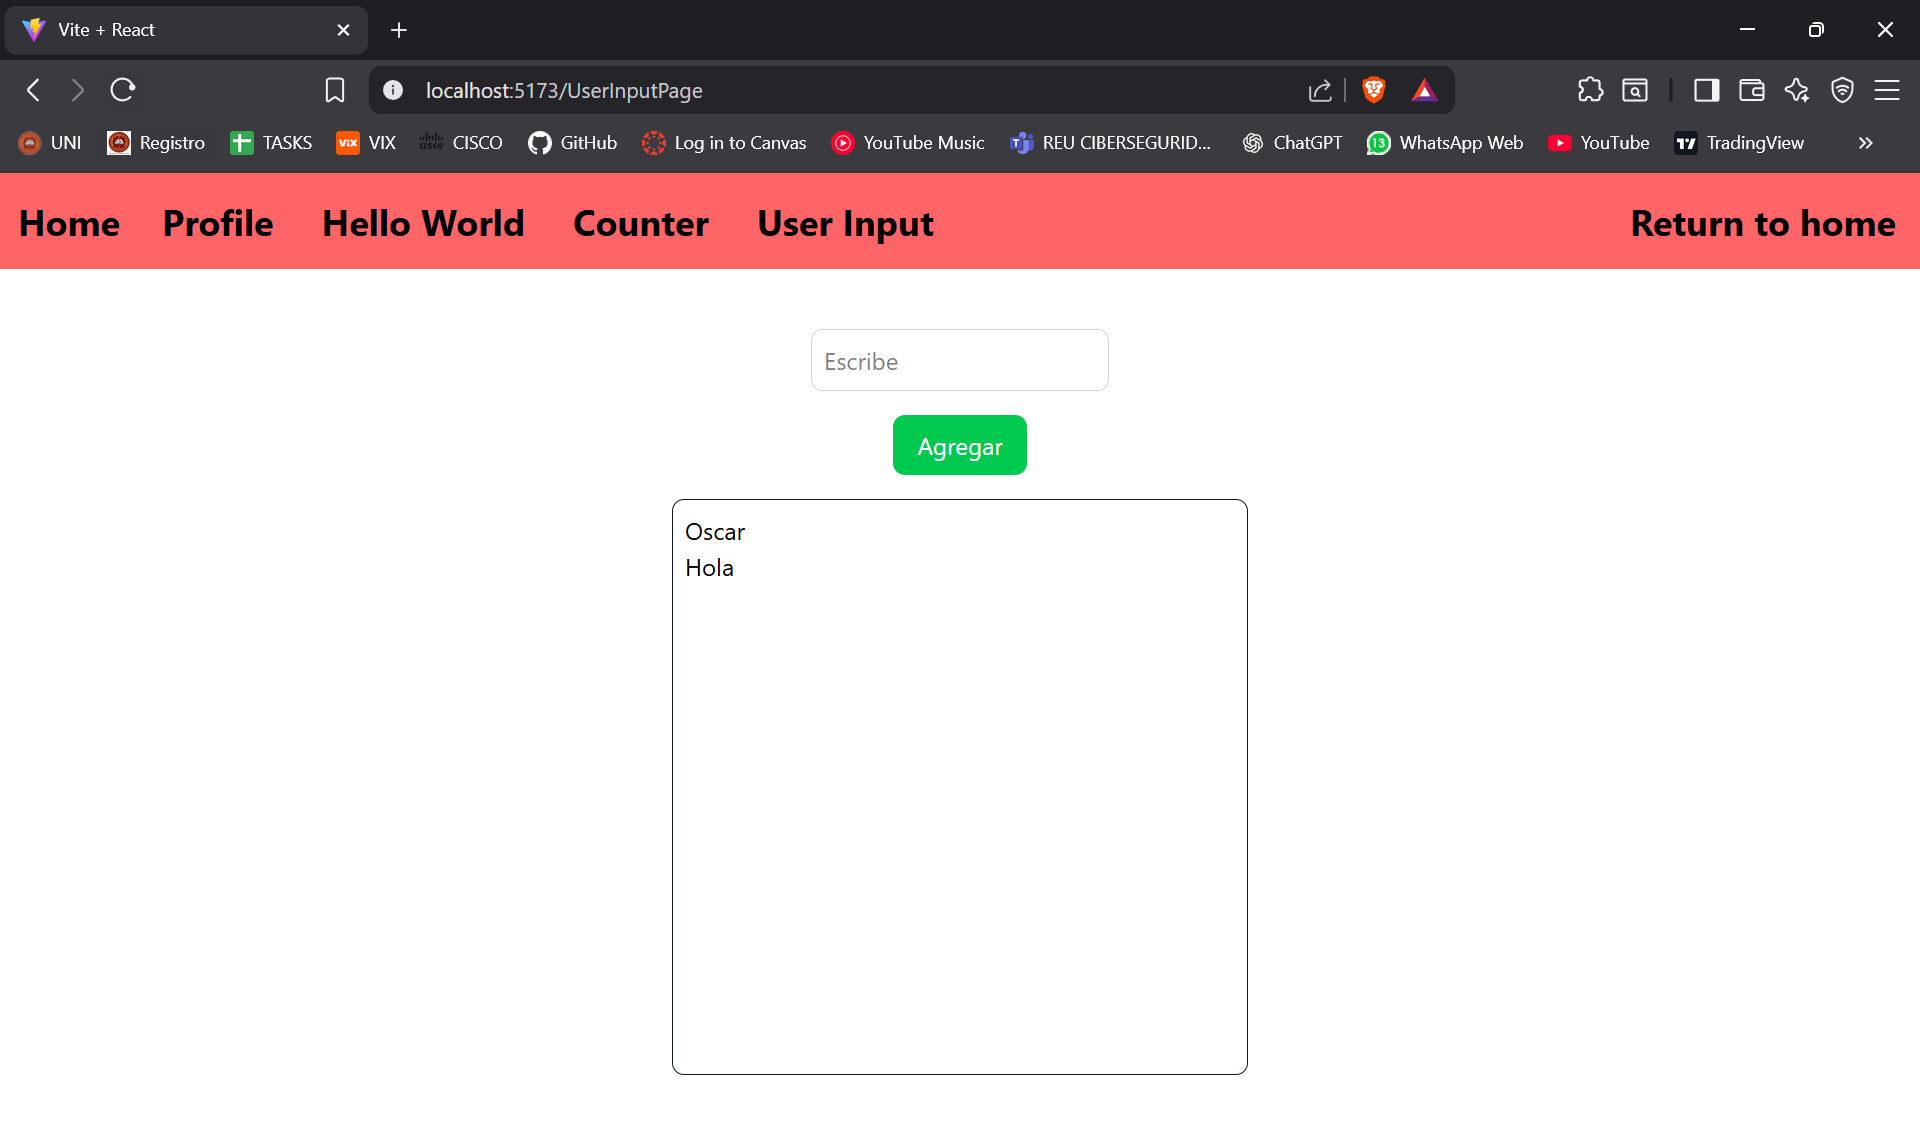 Vite + React
localhost:5173/UserInputPage
UNI Registro TASKS VIX CISCO GitHub Log in to Canvas YouTube Music REU CIBERSEGURID... 13 ChatGPT WhatsApp Web YouTube TradingView
Home Profile Hello World Counter User Input Return to home
Escribe
Agregar
Oscar
Hola